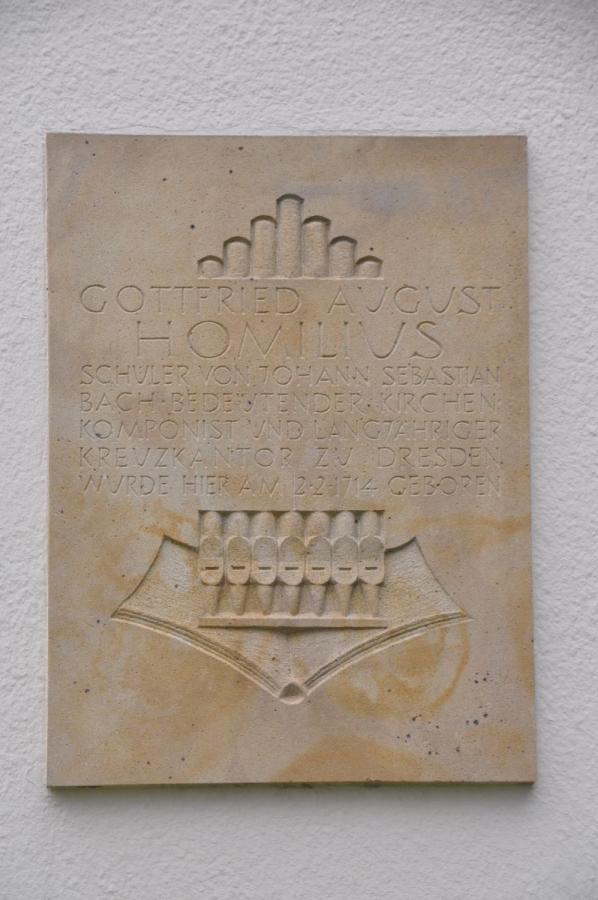 GOTTFRIED AUGUST
HOMILIUS
SCHÜLER VON JOHANN SEBASTIAN
BACH·BEDEUTENDER·KIRCHEN
KOMPONIST UND LANGJÄHRIGER
KREUZKANTOR ZU DRESDEN
WURDE HIER AM 2·2·1714 GEBOREN